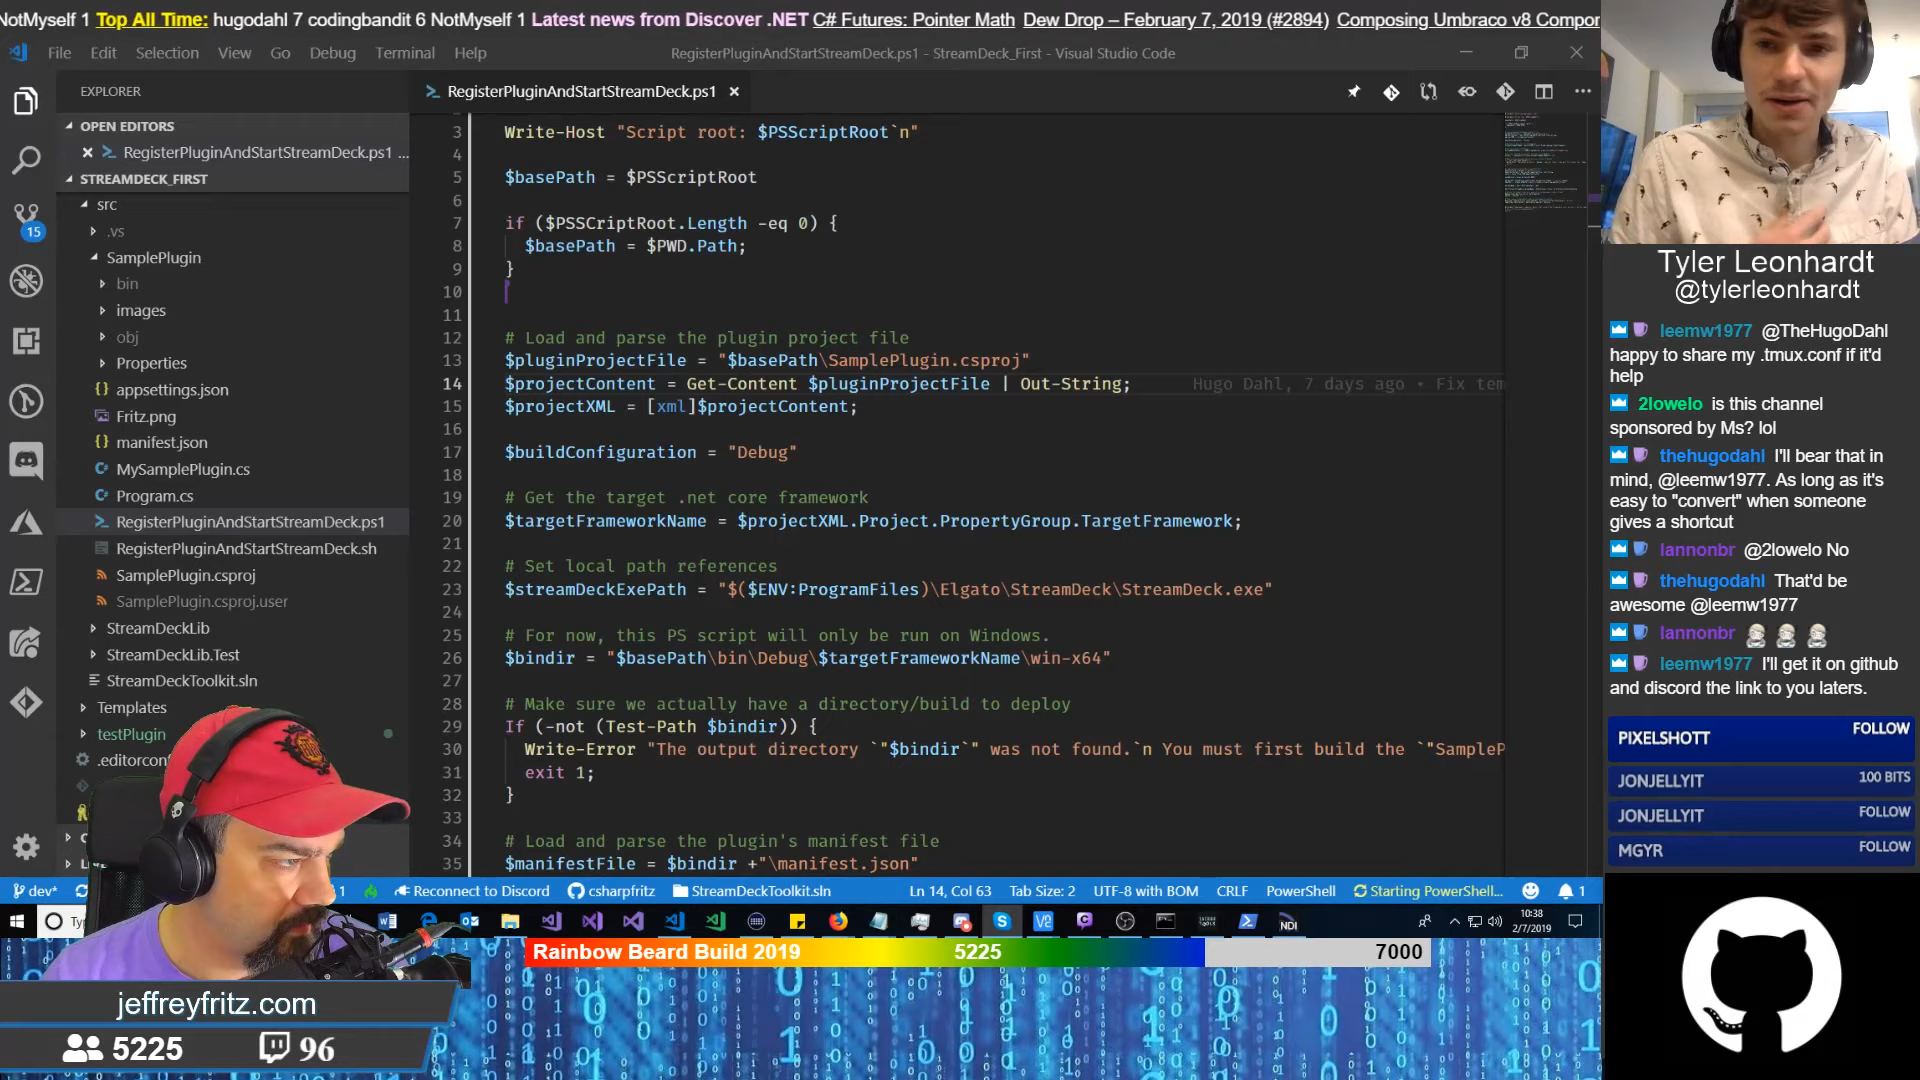 NotMyself 1 Top All Time: hugodahl 7 codingbandit 6 NotMyself 1 Latest news from Discover .NET C# Futures: Pointer Math Dew Drop – February 7, 2019 (#2894) Composing Umbraco v8 Compor
File Edit Selection View Go Debug Terminal Help
RegisterPluginAndStartStreamDeck.ps1 - StreamDeck_First - Visual Studio Code
EXPLORER
OPEN EDITORS
RegisterPluginAndStartStreamDeck.ps1 ...
STREAMDECK_FIRST
src
.vs
SamplePlugin
bin
images
obj
Properties
appsettings.json
Fritz.png
manifest.json
MySamplePlugin.cs
Program.cs
RegisterPluginAndStartStreamDeck.ps1
RegisterPluginAndStartStreamDeck.sh
SamplePlugin.csproj
SamplePlugin.csproj.user
StreamDeckLib
StreamDeckLib.Test
StreamDeckToolkit.sln
Templates
testPlugin
.editorconf
15
RegisterPluginAndStartStreamDeck.ps1
3 Write-Host "Script root: $PSScriptRoot`n"
4
5 $basePath = $PSScriptRoot
6
7 if ($PSSCriptRoot.Length -eq 0) {
8 $basePath = $PWD.Path;
9 }
10
11
12 # Load and parse the plugin project file
13 $pluginProjectFile = "$basePath\SamplePlugin.csproj"
14 $projectContent = Get-Content $pluginProjectFile | Out-String; Hugo Dahl, 7 days ago • Fix tem
15 $projectXML = [xml]$projectContent;
16
17 $buildConfiguration = "Debug"
18
19 # Get the target .net core framework
20 $targetFrameworkName = $projectXML.Project.PropertyGroup.TargetFramework;
21
22 # Set local path references
23 $streamDeckExePath = "$($ENV:ProgramFiles)\Elgato\StreamDeck\StreamDeck.exe"
24
25 # For now, this PS script will only be run on Windows.
26 $bindir = "$basePath\bin\Debug\$targetFrameworkName\win-x64"
27
28 # Make sure we actually have a directory/build to deploy
29 If (-not (Test-Path $bindir)) {
30 Write-Error "The output directory `"$bindir`" was not found.`n You must first build the `"SampleP
31 exit 1;
32 }
33
34 # Load and parse the plugin's manifest file
35 $manifestFile = $bindir +"\manifest.json"
dev* 1 Reconnect to Discord csharpfritz StreamDeckToolkit.sln Ln 14, Col 63 Tab Size: 2 UTF-8 with BOM CRLF PowerShell Starting PowerShell... 1
NDI
10:38
2/7/2019
Rainbow Beard Build 2019 5225 7000
jeffreyfritz.com
5225 96
Tyler Leonhardt
@tylerleonhardt
leemw1977 @TheHugoDahl
happy to share my .tmux.conf if it'd
help
2lowelo is this channel
sponsored by Ms? lol
thehugodahl I'll bear that in
mind, @leemw1977. As long as it's
easy to "convert" when someone
gives a shortcut
lannonbr @2lowelo No
thehugodahl That'd be
awesome @leemw1977
lannonbr
leemw1977 I'll get it on github
and discord the link to you laters.
PIXELSHOTT FOLLOW
JONJELLYIT 100 BITS
JONJELLYIT FOLLOW
MGYR FOLLOW